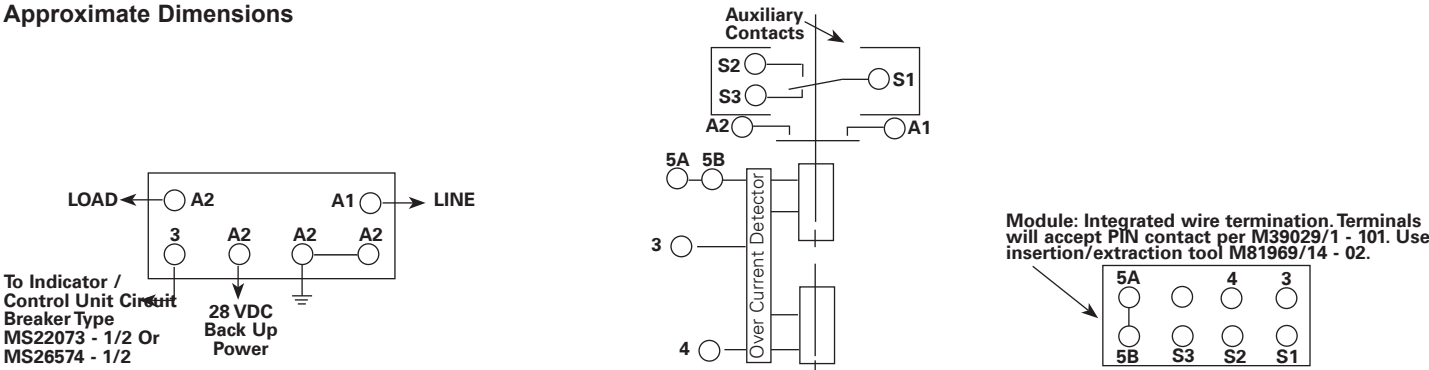 Approximate Dimensions
LOAD
A2
A1
LINE
3
A2
A2
A2
To Indicator /
Control Unit Circuit
Breaker Type
MS22073 - 1/2 Or
MS26574 - 1/2
28 VDC
Back Up
Power
Auxiliary
Contacts
S2
S1
S3
A2
A1
5A 5B
3
4
Over Current Detector
Module: Integrated wire termination. Terminals
will accept PIN contact per M39029/1 - 101. Use
insertion/extraction tool M81969/14 - 02.
5A
4
3
5B
S3
S2
S1